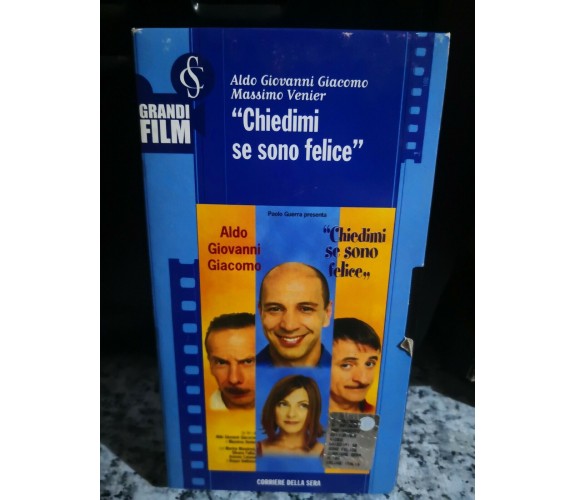 CS
GRANDI
FILM
Aldo Giovanni Giacomo
Massimo Venier
“Chiedimi
se sono felice”
Paolo Guerra presenta
Aldo
Giovanni
Giacomo
“Chiedimi
se sono
felice„
CORRIERE DELLA SERA